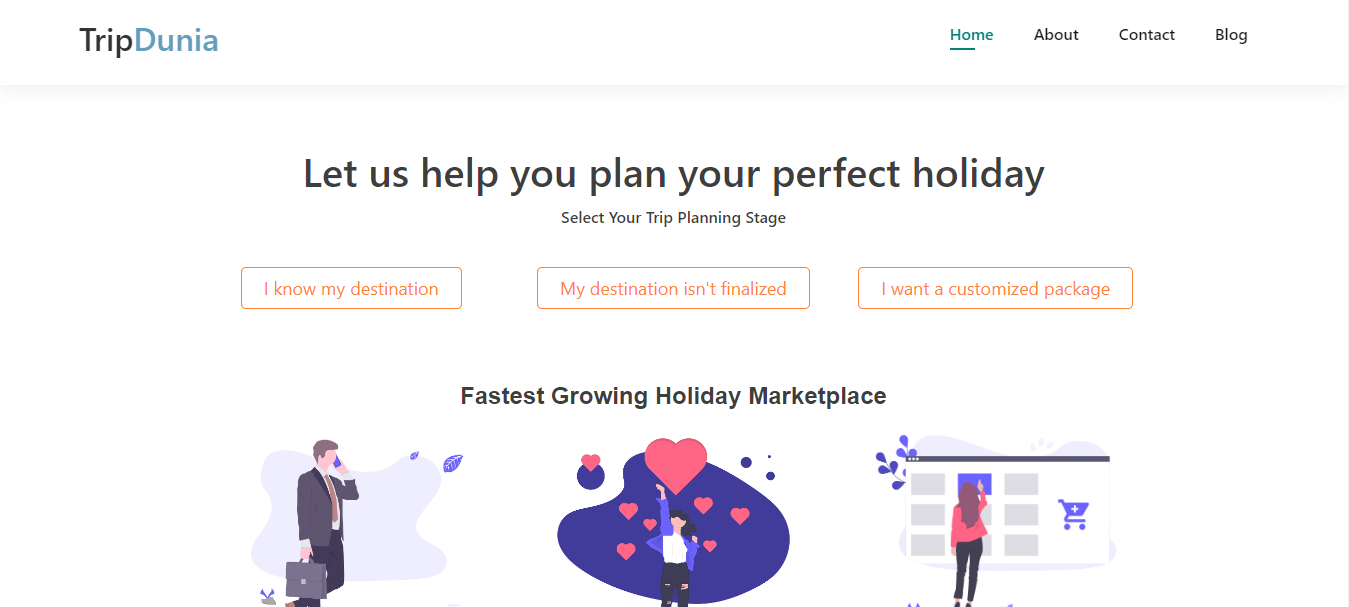 TripDunia
Home About Contact Blog
Let us help you plan your perfect holiday
Select Your Trip Planning Stage
I know my destination My destination isn't finalized I want a customized package
Fastest Growing Holiday Marketplace